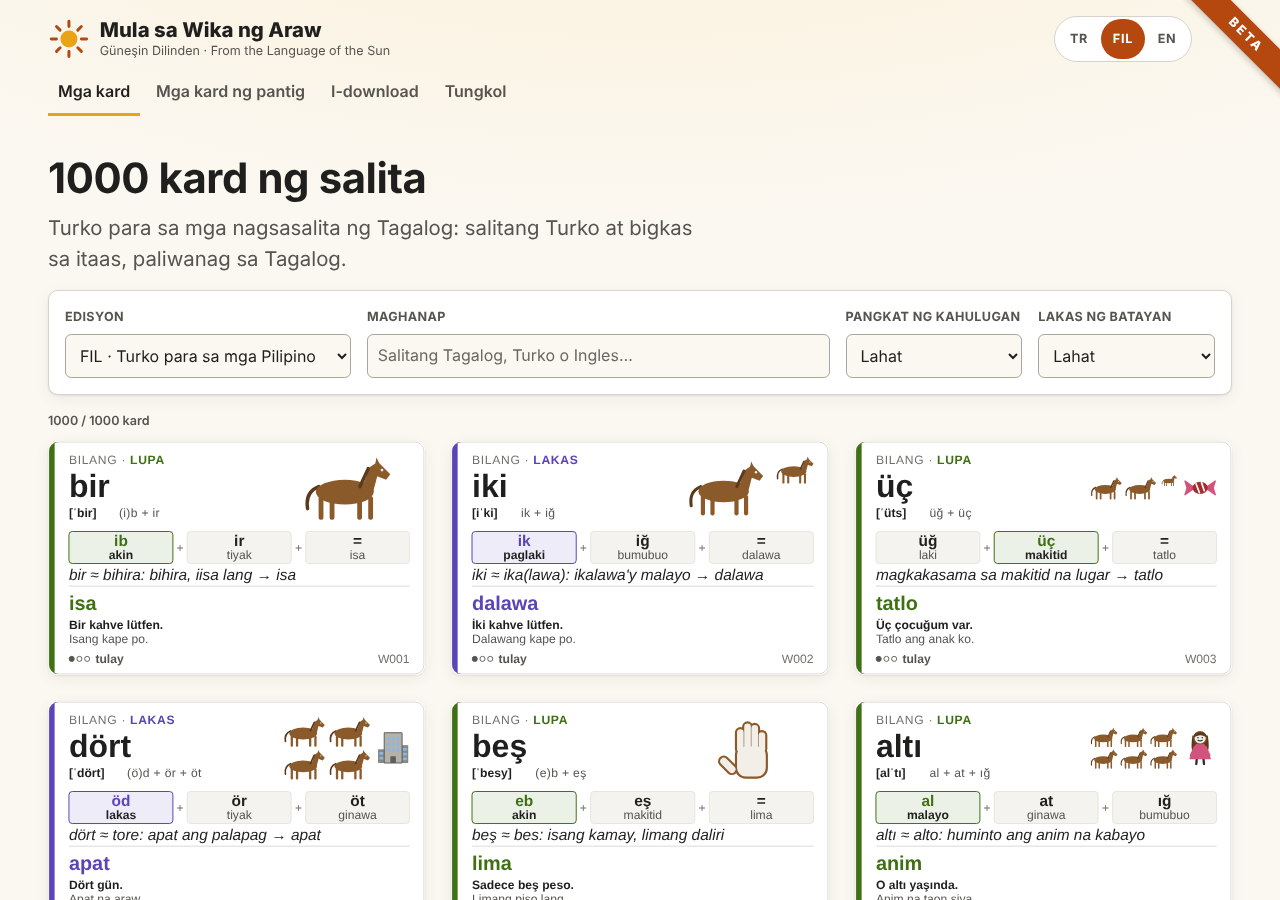 Mula sa Wika ng Araw
Güneşin Dilinden · From the Language of the Sun
TR FIL EN
BETA
Mga kard Mga kard ng pantig I-download Tungkol
1000 kard ng salita
Turko para sa mga nagsasalita ng Tagalog: salitang Turko at bigkas
sa itaas, paliwanag sa Tagalog.
EDISYON MAGHANAP PANGKAT NG KAHULUGAN LAKAS NG BATAYAN
FIL · Turko para sa mga Pilipino Salitang Tagalog, Turko o Ingles... Lahat Lahat
1000 / 1000 kard
BILANG · LUPA
bir
[ˈbir] (i)b + ir
ib + ir + =
akin tiyak isa
bir ≈ bihira: bihira, iisa lang → isa
isa
Bir kahve lütfen.
Isang kape po.
●○○ tulay W001
BILANG · LAKAS
iki
[iˈki] ik + iğ
ik + iğ + =
paglaki bumubuo dalawa
iki ≈ ika(lawa): ikalawa'y malayo → dalawa
dalawa
İki kahve lütfen.
Dalawang kape po.
●○○ tulay W002
BILANG · LUPA
üç
[ˈüts] üğ + üç
üğ + üç + =
laki makitid tatlo
magkakasama sa makitid na lugar → tatlo
tatlo
Üç çocuğum var.
Tatlo ang anak ko.
●○○ tulay W003
BILANG · LAKAS
dört
[ˈdört] (ö)d + ör + öt
öd + ör + öt
lakas tiyak ginawa
dört ≈ tore: apat ang palapag → apat
apat
Dört gün.
Apat na araw.
BILANG · LUPA
beş
[ˈbesy] (e)b + eş
eb + eş + =
akin makitid lima
beş ≈ bes: isang kamay, limang daliri
lima
Sadece beş peso.
Limang piso lang.
BILANG · LUPA
altı
[alˈtı] al + at + ığ
al + at + ığ
malayo ginawa bumubuo
altı ≈ alto: huminto ang anim na kabayo
anim
O altı yaşında.
Anim na taon siya.